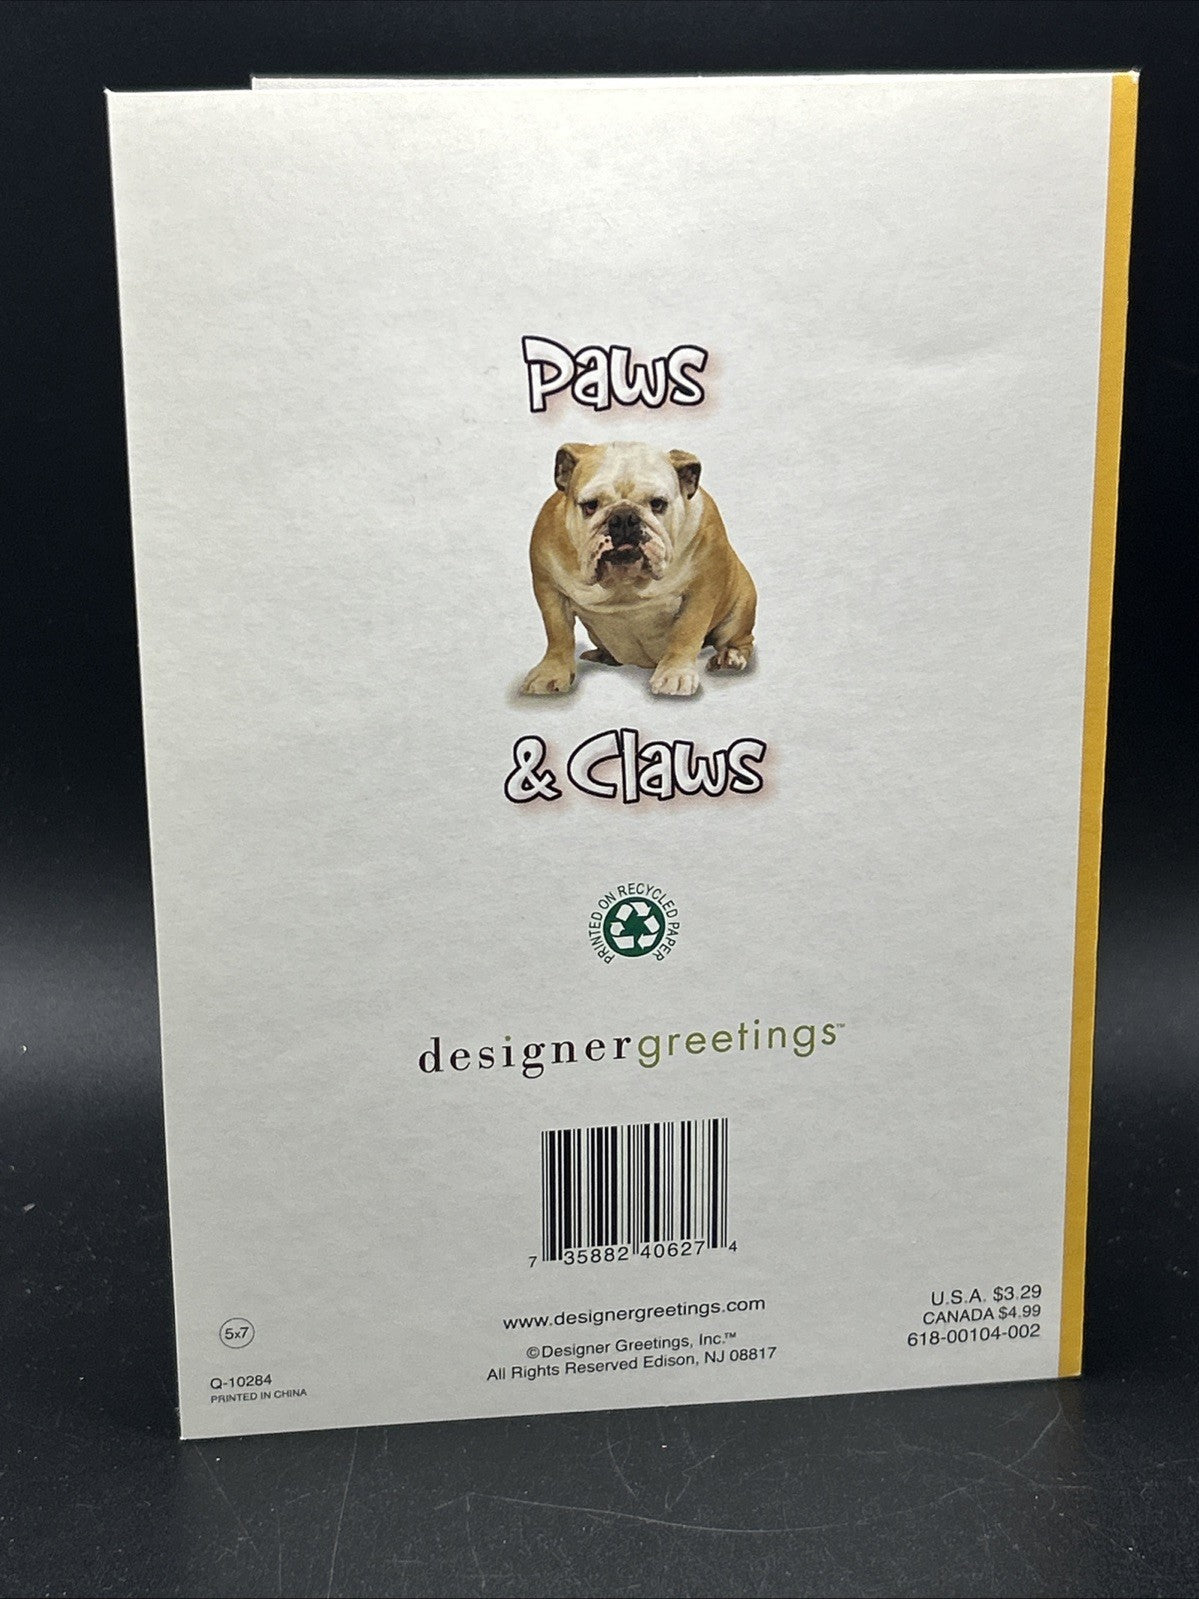 Paws
& Claws
PRINTED ON RECYCLED PAPER
designergreetings™
7 35882 40627 4
www.designergreetings.com
©Designer Greetings, Inc.™
All Rights Reserved Edison, NJ 08817
U.S.A. $3.29
CANADA $4.99
618-00104-002
5x7
Q-10284
PRINTED IN CHINA